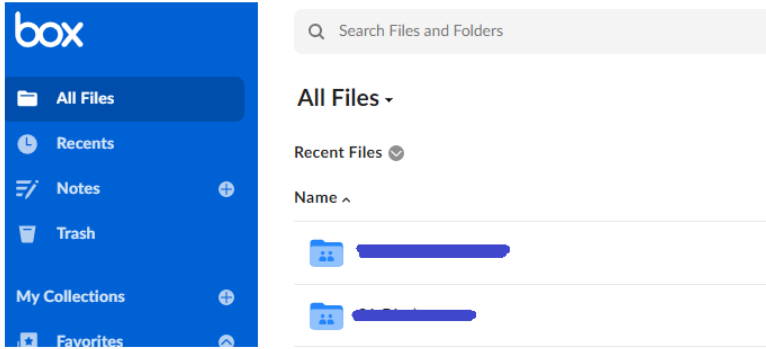 box
All Files
Recents
Notes
Trash
My Collections
Favorites
Search Files and Folders
All Files
Recent Files
Name